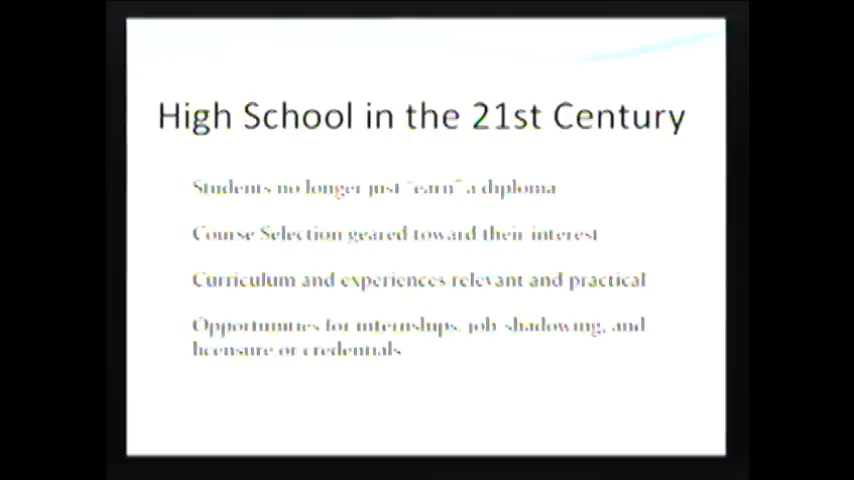 High School in the 21st Century
Students no longer just "earn" a diploma
Course Selection geared toward their interest
Curriculum and experiences relevant and practical
Opportunities for internships, job shadowing, and
licensure or credentials